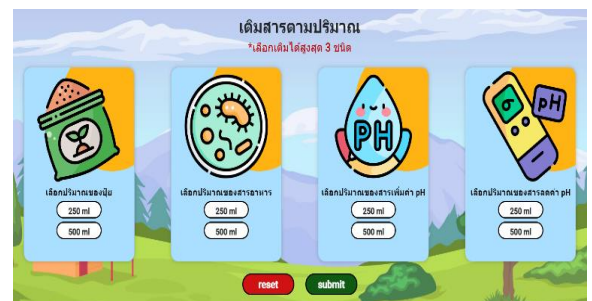 เติมสารตามปริมาณ
*เลือกเติมได้สูงสุด 3 ชนิด
PH
σ pH
เลือกปริมาณของปุ๋ย
250 ml
500 ml
เลือกปริมาณของสารอาหาร
250 ml
500 ml
เลือกปริมาณของสารเพิ่มค่า pH
250 ml
500 ml
เลือกปริมาณของสารลดค่า pH
250 ml
500 ml
reset submit